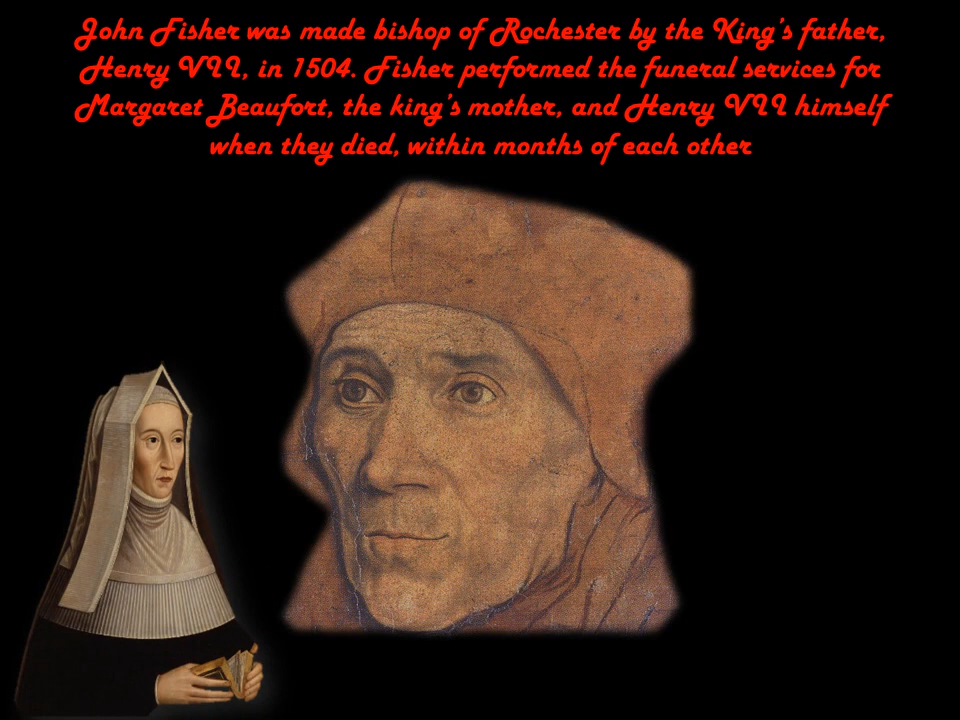 John Fisher was made bishop of Rochester by the King’s father,
Henry VII, in 1504. Fisher performed the funeral services for
Margaret Beaufort, the king’s mother, and Henry VII himself
when they died, within months of each other